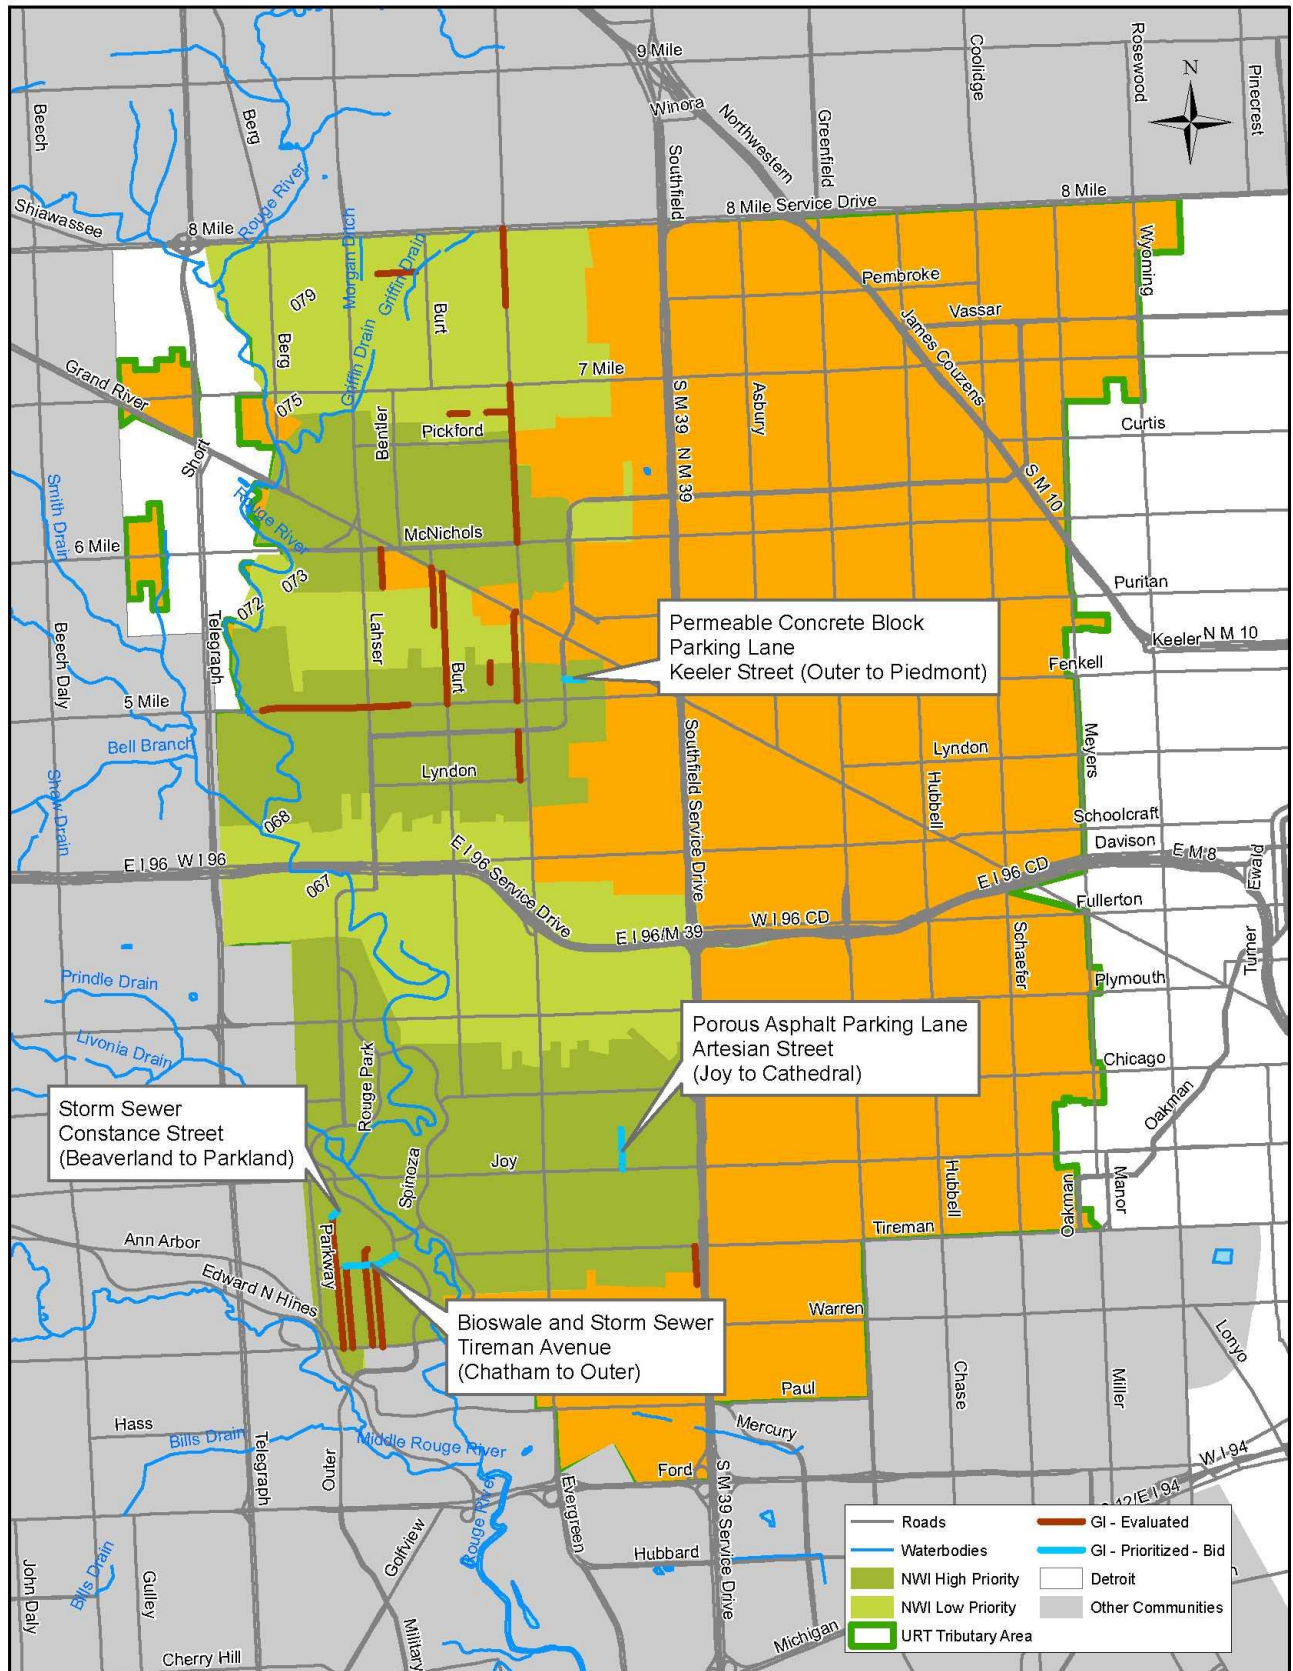 9 Mile
Coolidge
Rosewood
N
Pinecrest
Beech
Berg
Winora
Northwestern
Greenfield
Southfield
Rouge River
Shiawassee
8 Mile
8 Mile Service Drive
8 Mile
Morgan Ditch
Griffin Drain
Wyoming
079
Burt
Pembroke
Vassar
James Couzens
Berg
Griffin Drain
7 Mile
Grand River
075
S M 39 N M 39
Asbury
Bentler
Pickford
Curtis
Short
S M 10
Smith Drain
Rouge River
McNichols
6 Mile
073
Puritan
072
Telegraph
Lahser
Permeable Concrete Block
Parking Lane
Keeler Street (Outer to Piedmont)
Keeler
N M 10
Beech Daly
Burt
Fenkell
5 Mile
Bell Branch
Southfield Service Drive
Meyers
Lyndon
Lyndon
Hubbell
Shaw Drain
068
Schoolcraft
Davison
E M 8
Ewald
E I 96 W I 96
E I 96 Service Drive
067
E I 96 CD
Fullerton
W I 96 CD
E I 96/M 39
Schaefer
Turner
Prindle Drain
Plymouth
Livonia Drain
Porous Asphalt Parking Lane
Artesian Street
(Joy to Cathedral)
Rouge Park
Chicago
Oakman
Storm Sewer
Constance Street
(Beaverland to Parkland)
Joy
Spinoza
Hubbell
Oakman
Manor
Tireman
Ann Arbor
Parkway
Edward N Hines
Bioswale and Storm Sewer
Tireman Avenue
(Chatham to Outer)
Warren
Lonyo
Chase
Miller
Paul
Hass
Bills Drain
Telegraph
Outer
Middle Rouge River
Mercury
Ford
W I 94
12/E I 94
Rouge River
Evergreen
S M 39 Service Drive
Golfview
Hubbard
John Daly
Bills Drain
Gulley
Military
Michigan
Cherry Hill
Roads
GI - Evaluated
Waterbodies
GI - Prioritized - Bid
NWI High Priority
Detroit
NWI Low Priority
Other Communities
URT Tributary Area